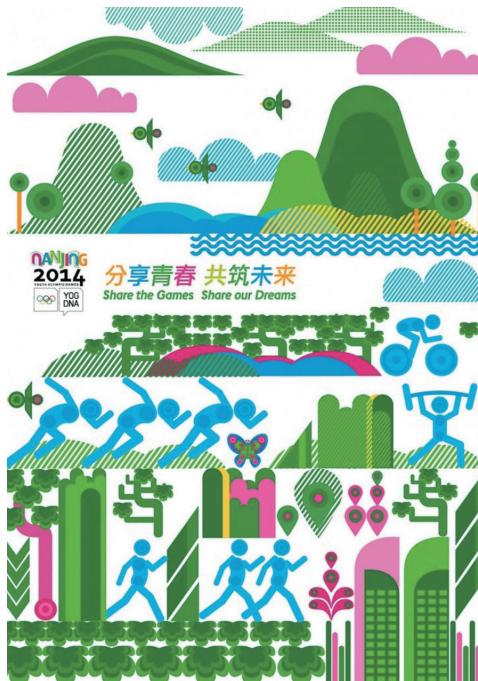 NANJING
2014
YOUTH OLYMPIC GAMES
YOG
DNA
分享青春 共筑未来
Share the Games Share our Dreams